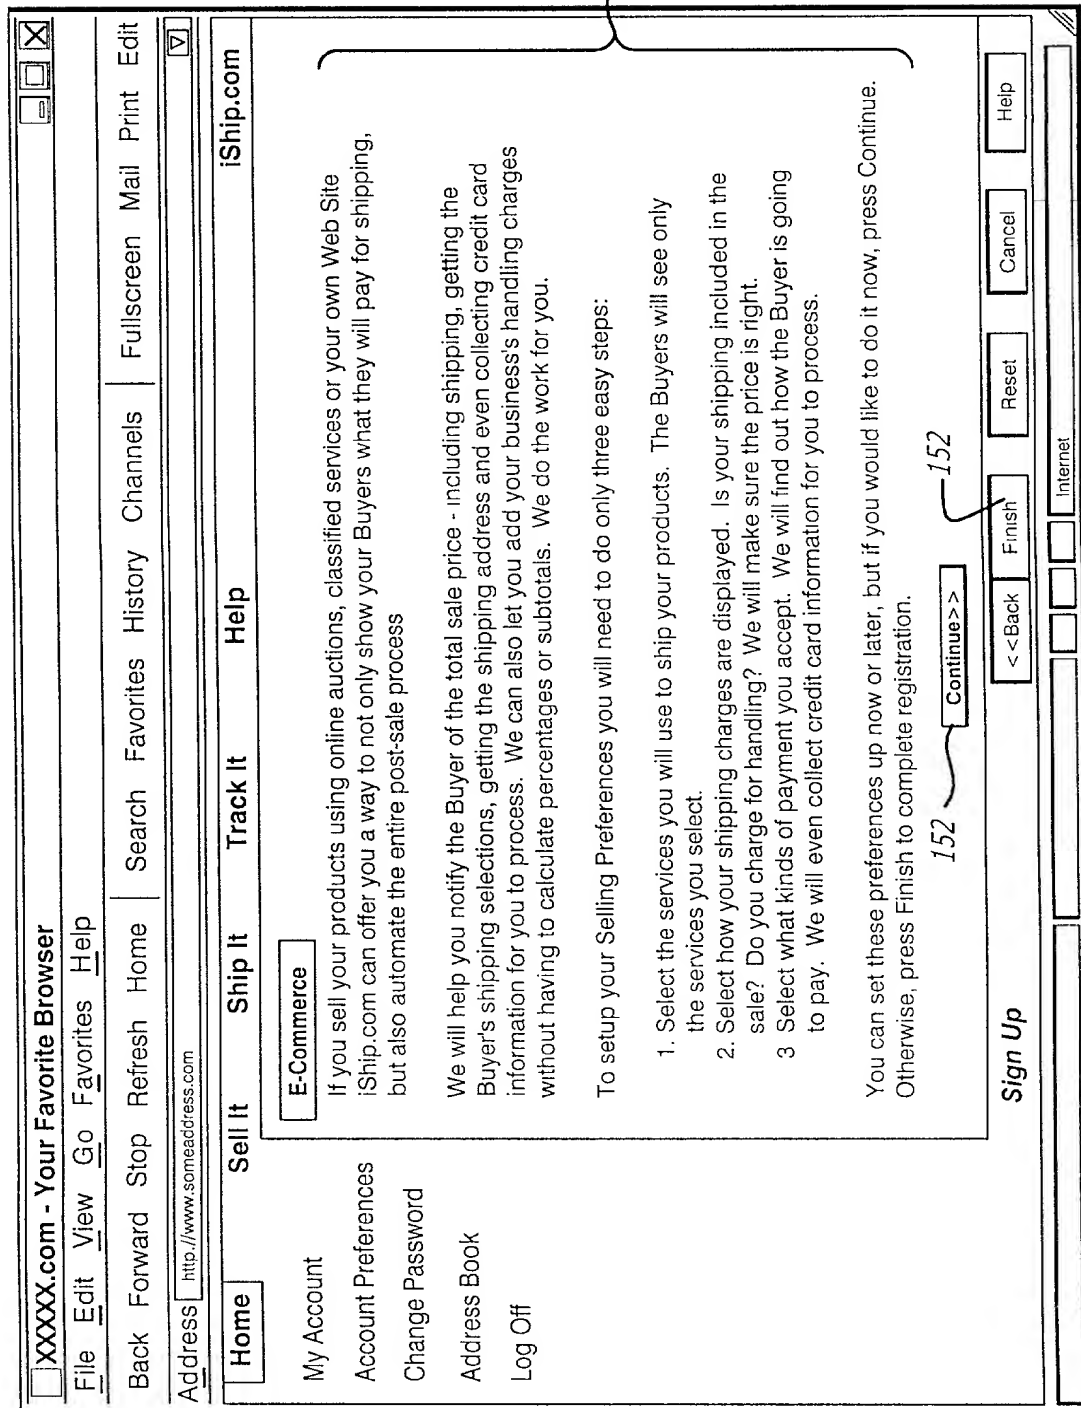 XXXXX.com - Your Favorite Browser
File Edit View Go Favorites Help
Back Forward Stop Refresh Home Search Favorites History Channels Fullscreen Mail Print Edit
Address http://www.someaddress.com
Home Sell It Ship It Track It Help iShip.com
My Account
Account Preferences
Change Password
Address Book
Log Off
E-Commerce
If you sell your products using online auctions, classified services or your own Web Site
iShip.com can offer you a way to not only show your Buyers what they will pay for shipping,
but also automate the entire post-sale process
We will help you notify the Buyer of the total sale price - including shipping, getting the
Buyer's shipping selections, getting the shipping address and even collecting credit card
information for you to process. We can also let you add your business's handling charges
without having to calculate percentages or subtotals. We do the work for you.
To setup your Selling Preferences you will need to do only three easy steps:
1. Select the services you will use to ship your products. The Buyers will see only
the services you select.
2. Select how your shipping charges are displayed. Is your shipping included in the
sale? Do you charge for handling? We will make sure the price is right.
3 Select what kinds of payment you accept. We will find out how the Buyer is going
to pay. We will even collect credit card information for you to process.
You can set these preferences up now or later, but if you would like to do it now, press Continue.
Otherwise, press Finish to complete registration.
152 Continue>> 152
Sign Up <<Back Finish Reset Cancel Help
Internet